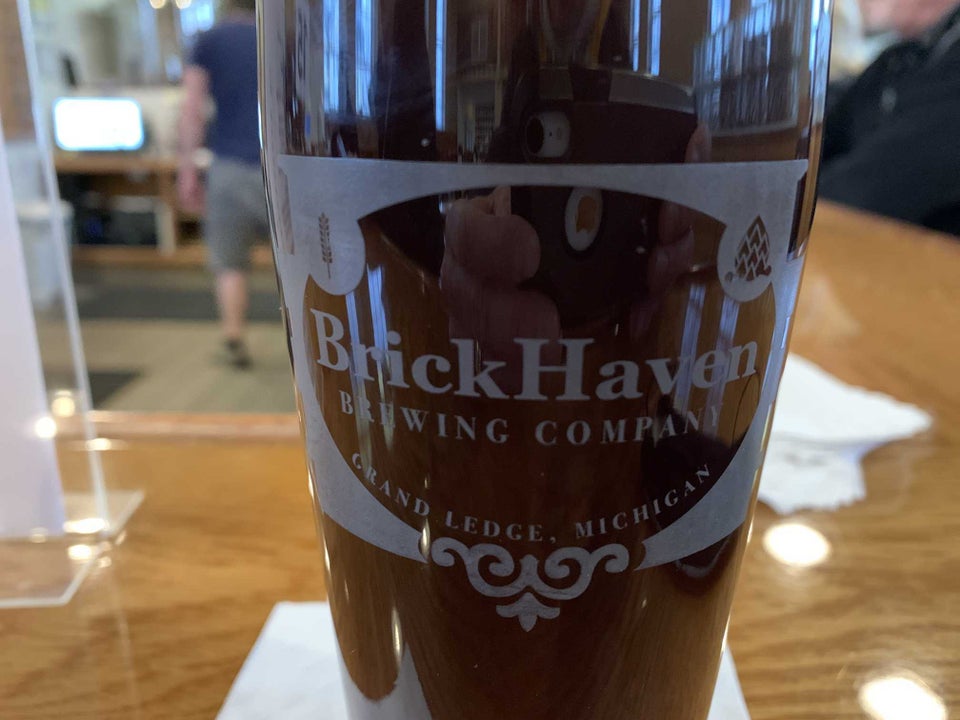 BrickHaven
BREWING COMPANY
GRAND LEDGE, MICHIGAN